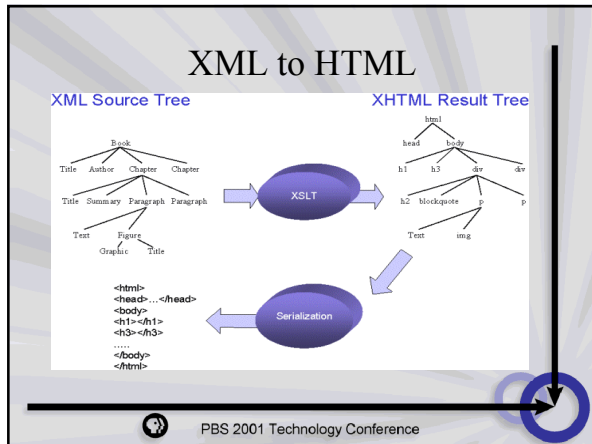 XML to HTML
XML Source Tree
XHTML Result Tree
Book
Title Author Chapter Chapter
Title Summary Paragraph Paragraph
Text Figure
Graphic Title
XSLT
html
head body
h1 h3 div div
h2 blockquote p p
Text img
Serialization
<html>
<head>…</head>
<body>
<h1></h1>
<h3></h3>
.....
</body>
</html>
PBS 2001 Technology Conference